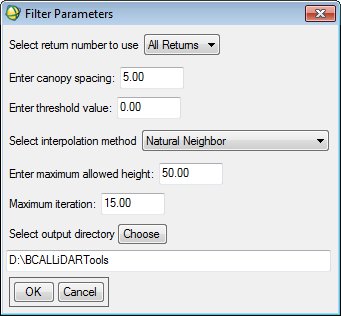 Filter Parameters
Select return number to use All Returns
Enter canopy spacing: 5.00
Enter threshold value: 0.00
Select interpolation method Natural Neighbor
Enter maximum allowed height: 50.00
Maximum iteration: 15.00
Select output directory Choose
D:\BCALLiDARTools
OK Cancel